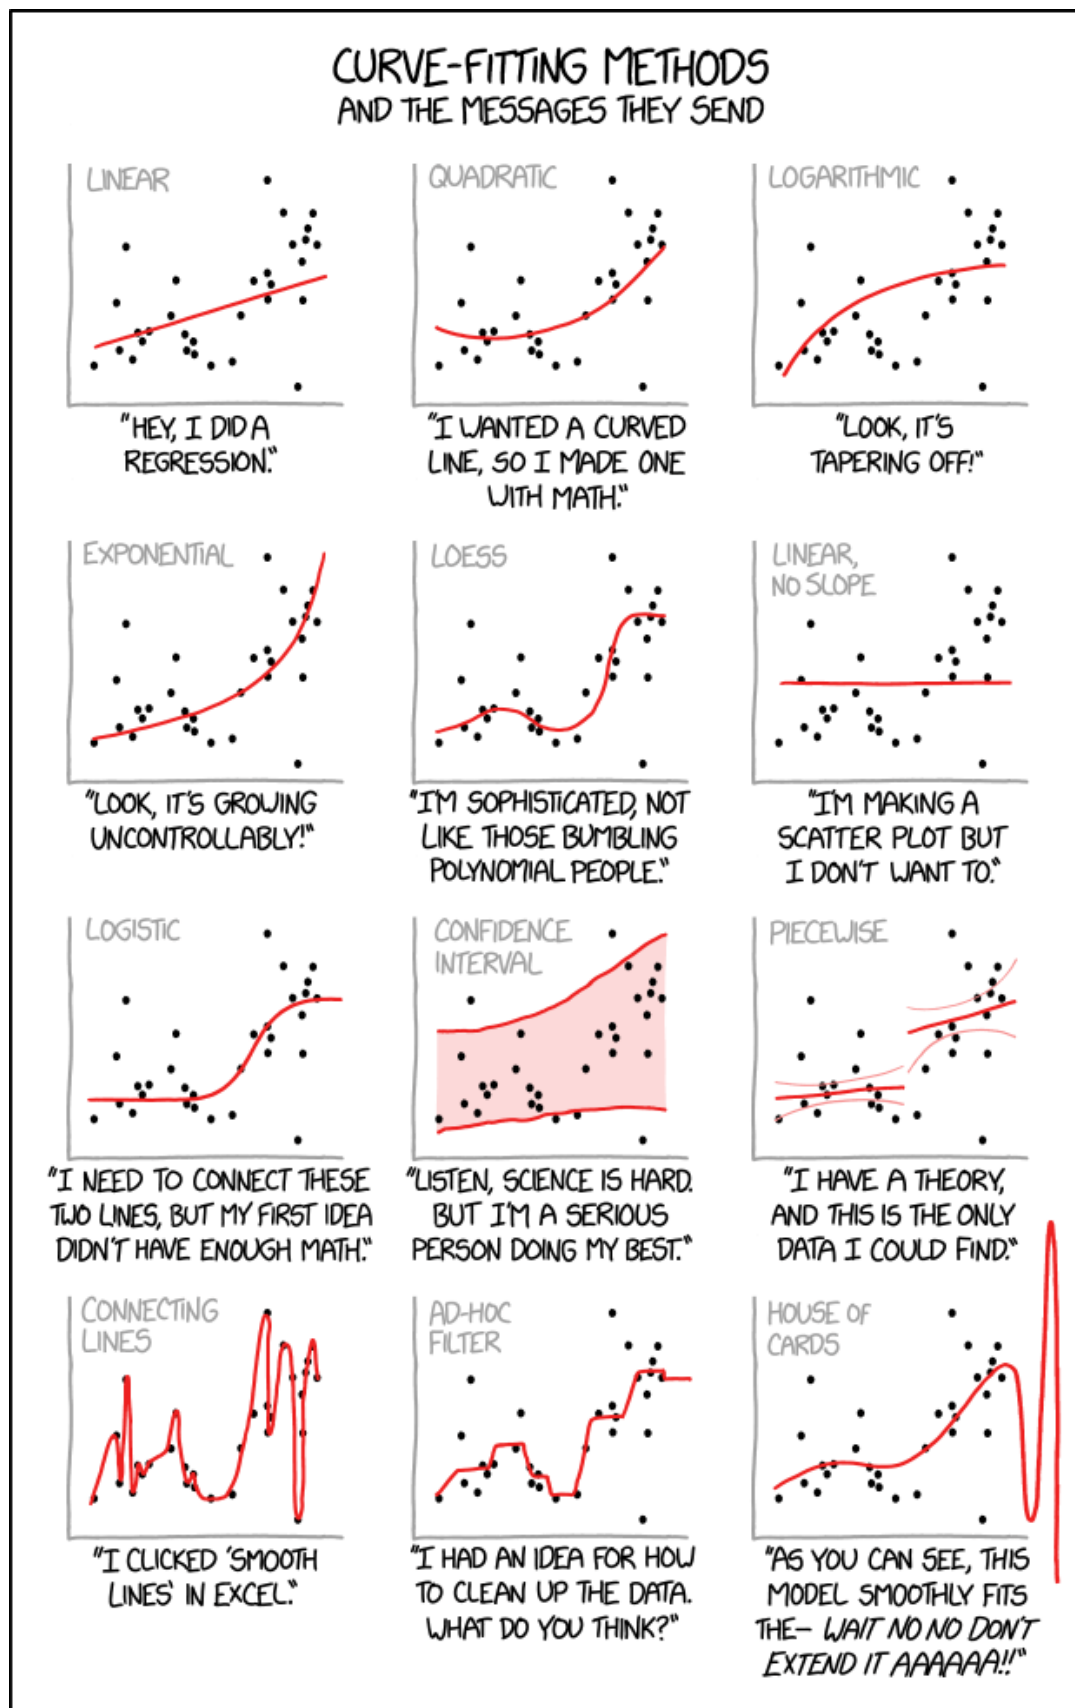 CURVE-FITTING METHODS
AND THE MESSAGES THEY SEND
LINEAR
"HEY, I DID A
REGRESSION."
QUADRATIC
"I WANTED A CURVED
LINE, SO I MADE ONE
WITH MATH."
LOGARITHMIC
"LOOK, IT'S
TAPERING OFF!"
EXPONENTIAL
"LOOK, IT'S GROWING
UNCONTROLLABLY!"
LOESS
"I'M SOPHISTICATED, NOT
LIKE THOSE BUMBLING
POLYNOMIAL PEOPLE."
LINEAR,
NO SLOPE
"I'M MAKING A
SCATTER PLOT BUT
I DON'T WANT TO."
LOGISTIC
"I NEED TO CONNECT THESE
TWO LINES, BUT MY FIRST IDEA
DIDN'T HAVE ENOUGH MATH."
CONFIDENCE
INTERVAL
"LISTEN, SCIENCE IS HARD.
BUT I'M A SERIOUS
PERSON DOING MY BEST."
PIECEWISE
"I HAVE A THEORY,
AND THIS IS THE ONLY
DATA I COULD FIND."
CONNECTING
LINES
"I CLICKED 'SMOOTH
LINES' IN EXCEL."
AD-HOC
FILTER
"I HAD AN IDEA FOR HOW
TO CLEAN UP THE DATA.
WHAT DO YOU THINK?"
HOUSE OF
CARDS
"AS YOU CAN SEE, THIS
MODEL SMOOTHLY FITS
THE— WAIT NO NO DON'T
EXTEND IT AAAAAA!!"